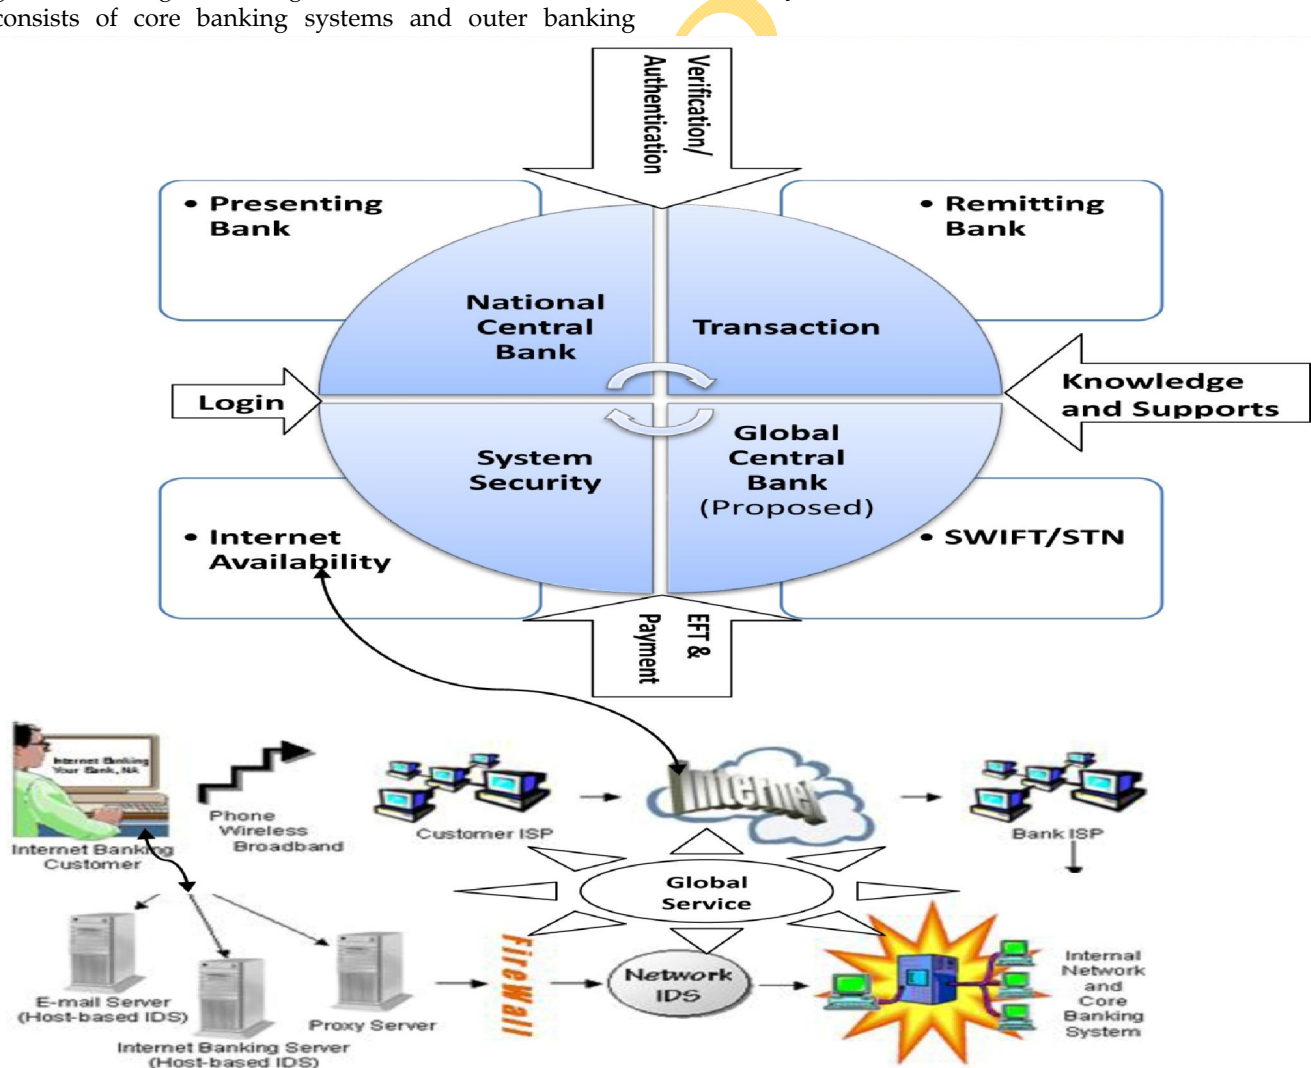 consists of core banking systems and outer banking
Verification/
Authentication
• Presenting
Bank
• Remitting
Bank
National
Central
Bank
Transaction
Login
Knowledge
and Supports
System
Security
Global
Central
Bank
(Proposed)
• Internet
Availability
• SWIFT/STN
EFT &
Payment
Internet Banking
Your Bank, NA
Internet
Phone
Wireless
Broadband
Customer ISP
Bank ISP
Internet Banking
Customer
Global
Service
FireWall
Network
IDS
Internal
Network
and
Core
Banking
System
E-mail Server
(Host-based IDS)
Proxy Server
Internet Banking Server
(Host-based IDS)